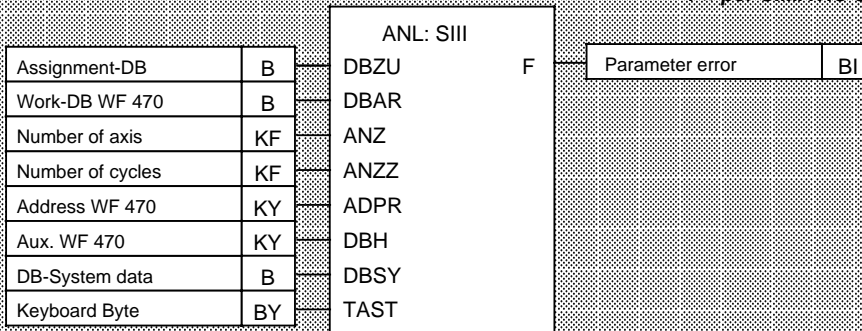 ANL: SIII
Assignment-DB B DBZU F Parameter error BI
Work-DB WF 470 B DBAR
Number of axis KF ANZ
Number of cycles KF ANZZ
Address WF 470 KY ADPR
Aux. WF 470 KY DBH
DB-System data B DBSY
Keyboard Byte BY TAST